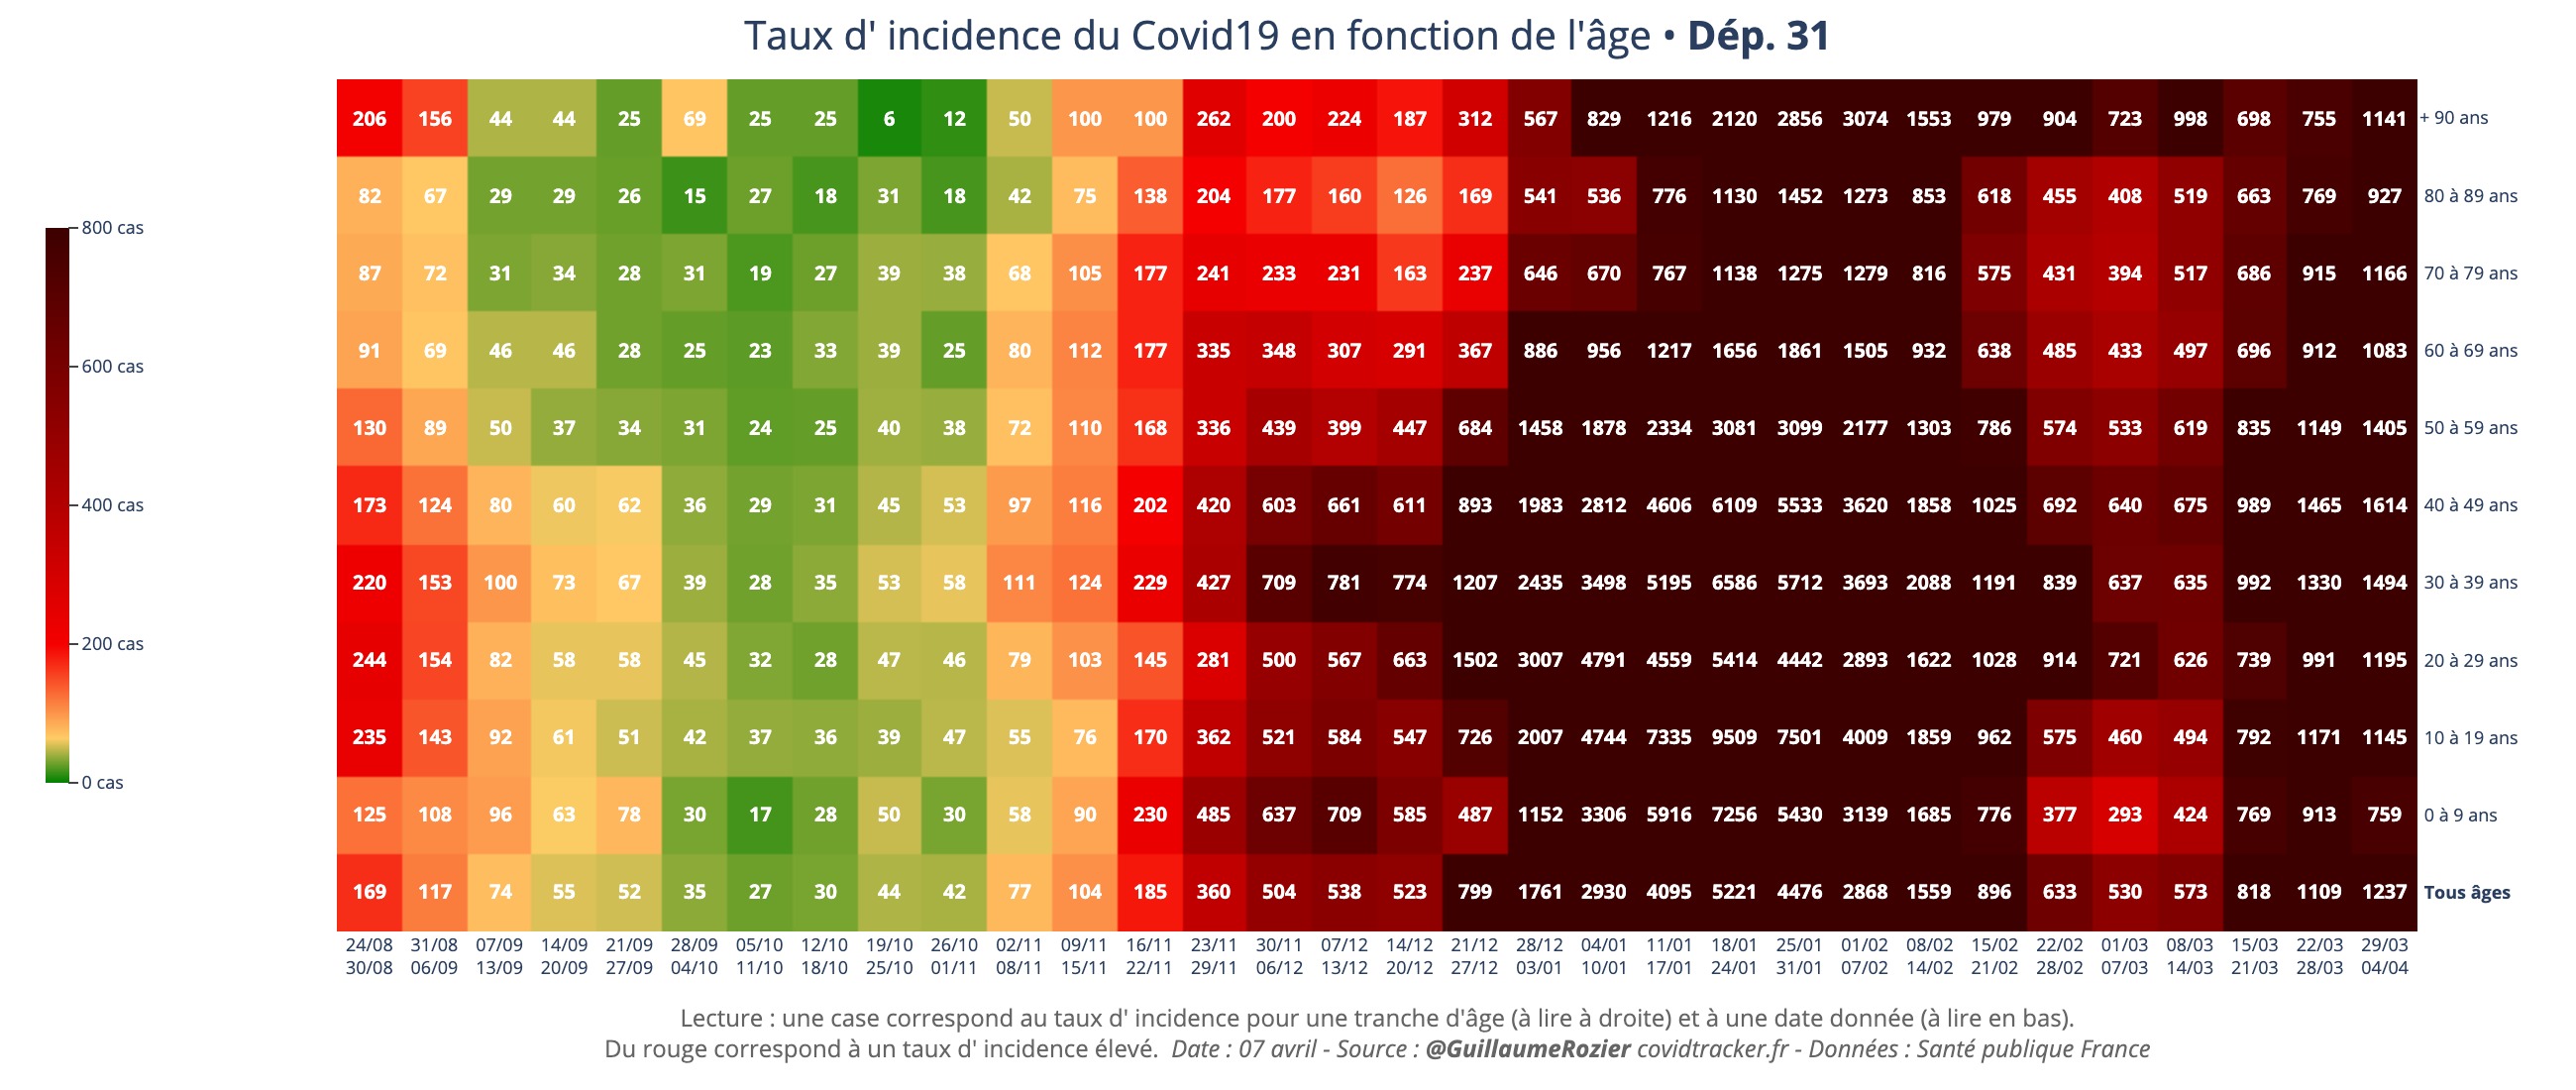 Taux d' incidence du Covid19 en fonction de l'âge • Dép. 31
800 cas
600 cas
400 cas
200 cas
0 cas
206 156 44 44 25 69 25 25 6 12 50 100 100 262 200 224 187 312 567 829 1216 2120 2856 3074 1553 979 904 723 998 698 755 1141 + 90 ans
82 67 29 29 26 15 27 18 31 18 42 75 138 204 177 160 126 169 541 536 776 1130 1452 1273 853 618 455 408 519 663 769 927 80 à 89 ans
87 72 31 34 28 31 19 27 39 38 68 105 177 241 233 231 163 237 646 670 767 1138 1275 1279 816 575 431 394 517 686 915 1166 70 à 79 ans
91 69 46 46 28 25 23 33 39 25 80 112 177 335 348 307 291 367 886 956 1217 1656 1861 1505 932 638 485 433 497 696 912 1083 60 à 69 ans
130 89 50 37 34 31 24 25 40 38 72 110 168 336 439 399 447 684 1458 1878 2334 3081 3099 2177 1303 786 574 533 619 835 1149 1405 50 à 59 ans
173 124 80 60 62 36 29 31 45 53 97 116 202 420 603 661 611 893 1983 2812 4606 6109 5533 3620 1858 1025 692 640 675 989 1465 1614 40 à 49 ans
220 153 100 73 67 39 28 35 53 58 111 124 229 427 709 781 774 1207 2435 3498 5195 6586 5712 3693 2088 1191 839 637 635 992 1330 1494 30 à 39 ans
244 154 82 58 58 45 32 28 47 46 79 103 145 281 500 567 663 1502 3007 4791 4559 5414 4442 2893 1622 1028 914 721 626 739 991 1195 20 à 29 ans
235 143 92 61 51 42 37 36 39 47 55 76 170 362 521 584 547 726 2007 4744 7335 9509 7501 4009 1859 962 575 460 494 792 1171 1145 10 à 19 ans
125 108 96 63 78 30 17 28 50 30 58 90 230 485 637 709 585 487 1152 3306 5916 7256 5430 3139 1685 776 377 293 424 769 913 759 0 à 9 ans
169 117 74 55 52 35 27 30 44 42 77 104 185 360 504 538 523 799 1761 2930 4095 5221 4476 2868 1559 896 633 530 573 818 1109 1237 Tous âges
24/08 31/08 07/09 14/09 21/09 28/09 05/10 12/10 19/10 26/10 02/11 09/11 16/11 23/11 30/11 07/12 14/12 21/12 28/12 04/01 11/01 18/01 25/01 01/02 08/02 15/02 22/02 01/03 08/03 15/03 22/03 29/03
30/08 06/09 13/09 20/09 27/09 04/10 11/10 18/10 25/10 01/11 08/11 15/11 22/11 29/11 06/12 13/12 20/12 27/12 03/01 10/01 17/01 24/01 31/01 07/02 14/02 21/02 28/02 07/03 14/03 21/03 28/03 04/04
Lecture : une case correspond au taux d' incidence pour une tranche d'âge (à lire à droite) et à une date donnée (à lire en bas).
Du rouge correspond à un taux d' incidence élevé. Date : 07 avril - Source : @GuillaumeRozier covidtracker.fr - Données : Santé publique France